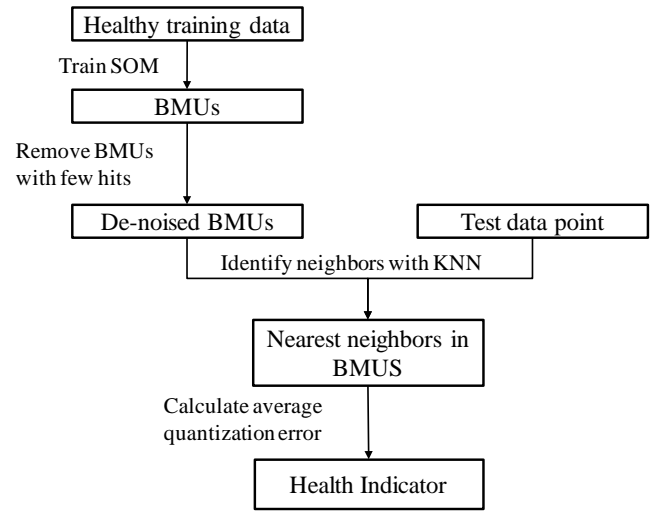 Healthy training data
Train SOM
BMUs
Remove BMUs
with few hits
De-noised BMUs
Test data point
Identify neighbors with KNN
Nearest neighbors in
BMUS
Calculate average
quantization error
Health Indicator